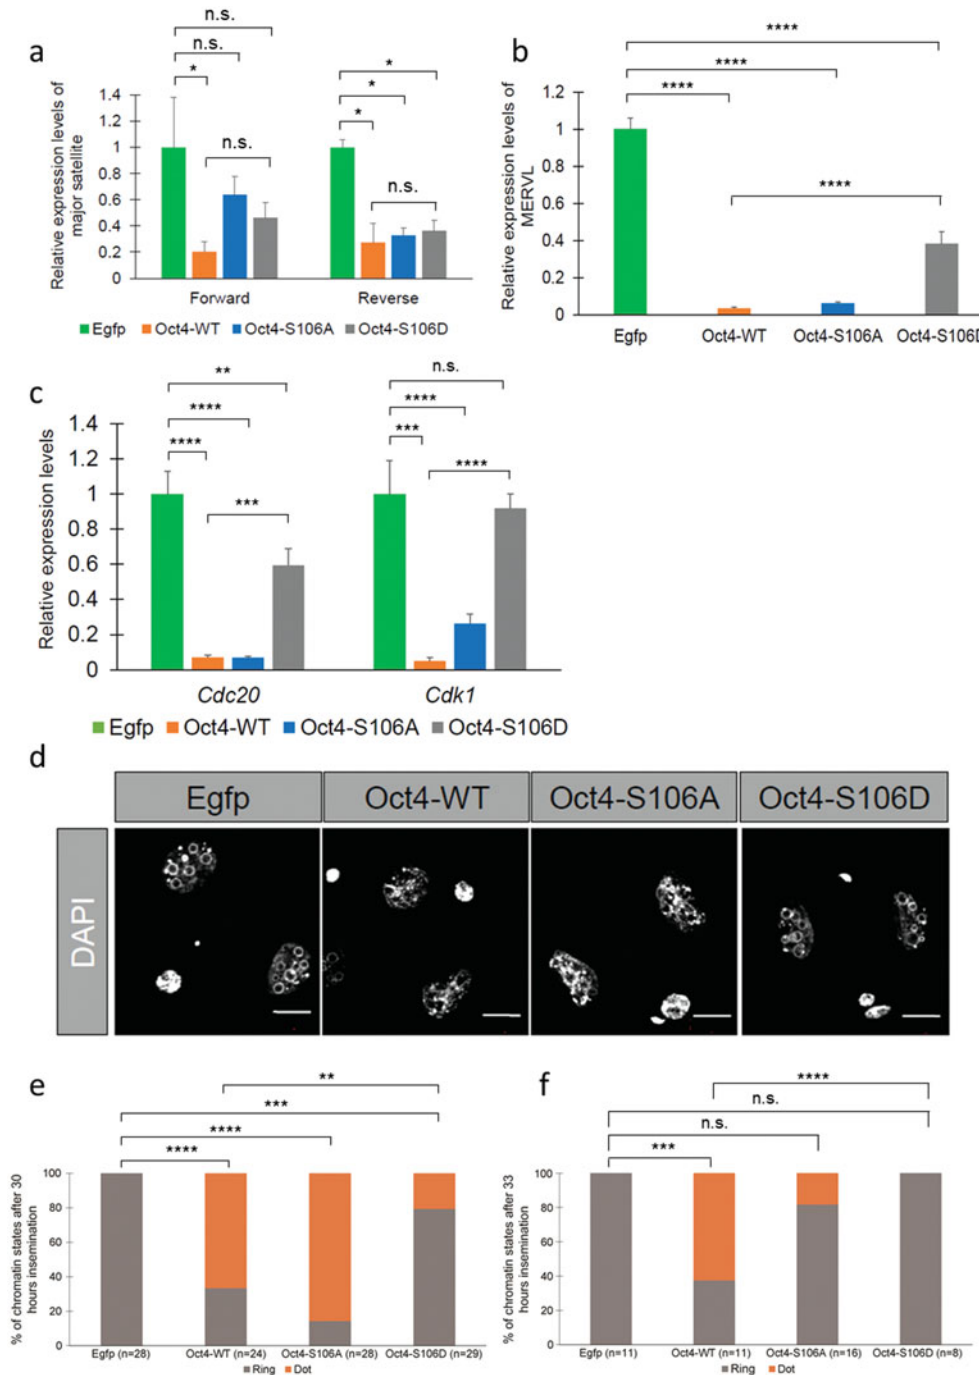 a
n.s.
n.s.
*
n.s.
*
*
*
n.s.
Relative expression levels of
major satellite
1.4
1.2
1
0.8
0.6
0.4
0.2
0
Forward
Reverse
Egfp Oct4-WT Oct4-S106A Oct4-S106D
b
****
****
****
****
Relative expression levels of
MERVL
1.2
1
0.8
0.6
0.4
0.2
0
Egfp Oct4-WT Oct4-S106A Oct4-S106D
c
**
****
****
***
n.s.
****
***
****
Relative expression levels
1.4
1.2
1
0.8
0.6
0.4
0.2
0
Cdc20
Cdk1
Egfp Oct4-WT Oct4-S106A Oct4-S106D
d
Egfp Oct4-WT Oct4-S106A Oct4-S106D
DAPI
e
**
***
****
****
% of chromatin states after 30
hours insemination
100
80
60
40
20
0
Egfp (n=28) Oct4-WT (n=24) Oct4-S106A (n=28) Oct4-S106D (n=29)
Ring Dot
f
****
n.s.
n.s.
***
% of chromatin states after 33
hours insemination
100
80
60
40
20
0
Egfp (n=11) Oct4-WT (n=11) Oct4-S106A (n=16) Oct4-S106D (n=8)
Ring Dot